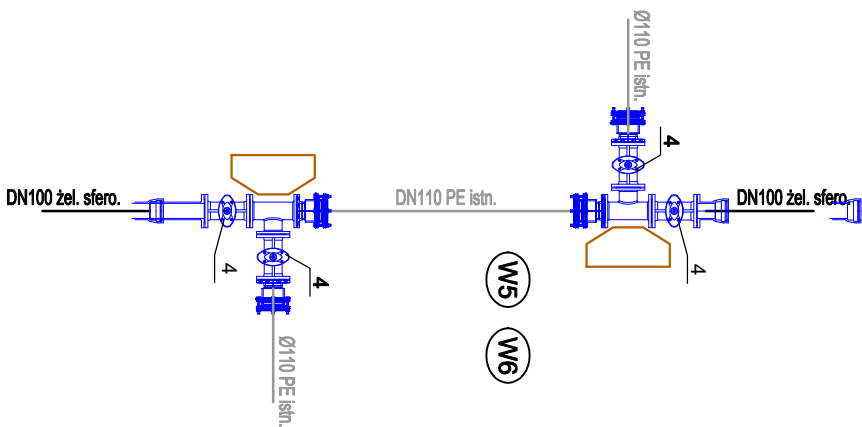 Ø110 PE istn.
4
DN100 żel. sfero.
DN110 PE istn.
DN100 żel. sfero.
4
4
4
W5
W6
Ø110 PE istn.